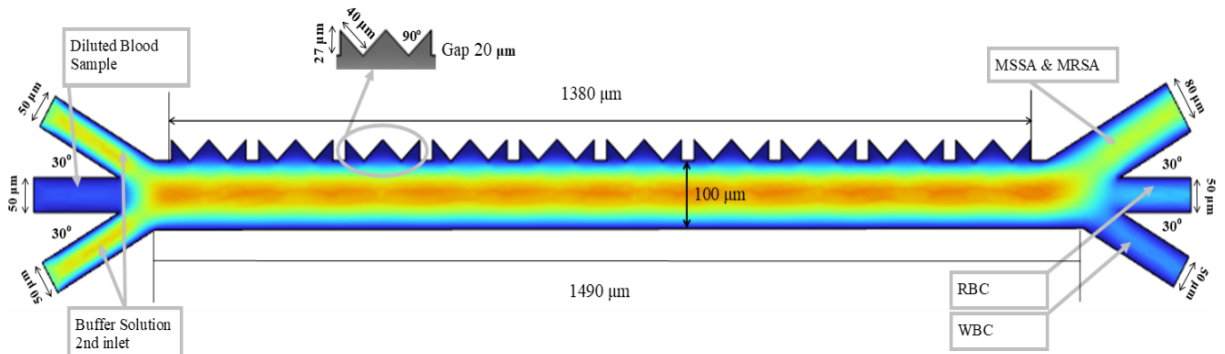 40 μm
27 μm
90°
Gap 20 μm
Diluted Blood
Sample
MSSA & MRSA
1380 μm
50 μm
80 μm
30°
30°
50 μm
100 μm
50 μm
30°
30°
50 μm
50 μm
1490 μm
RBC
WBC
Buffer Solution
2nd inlet